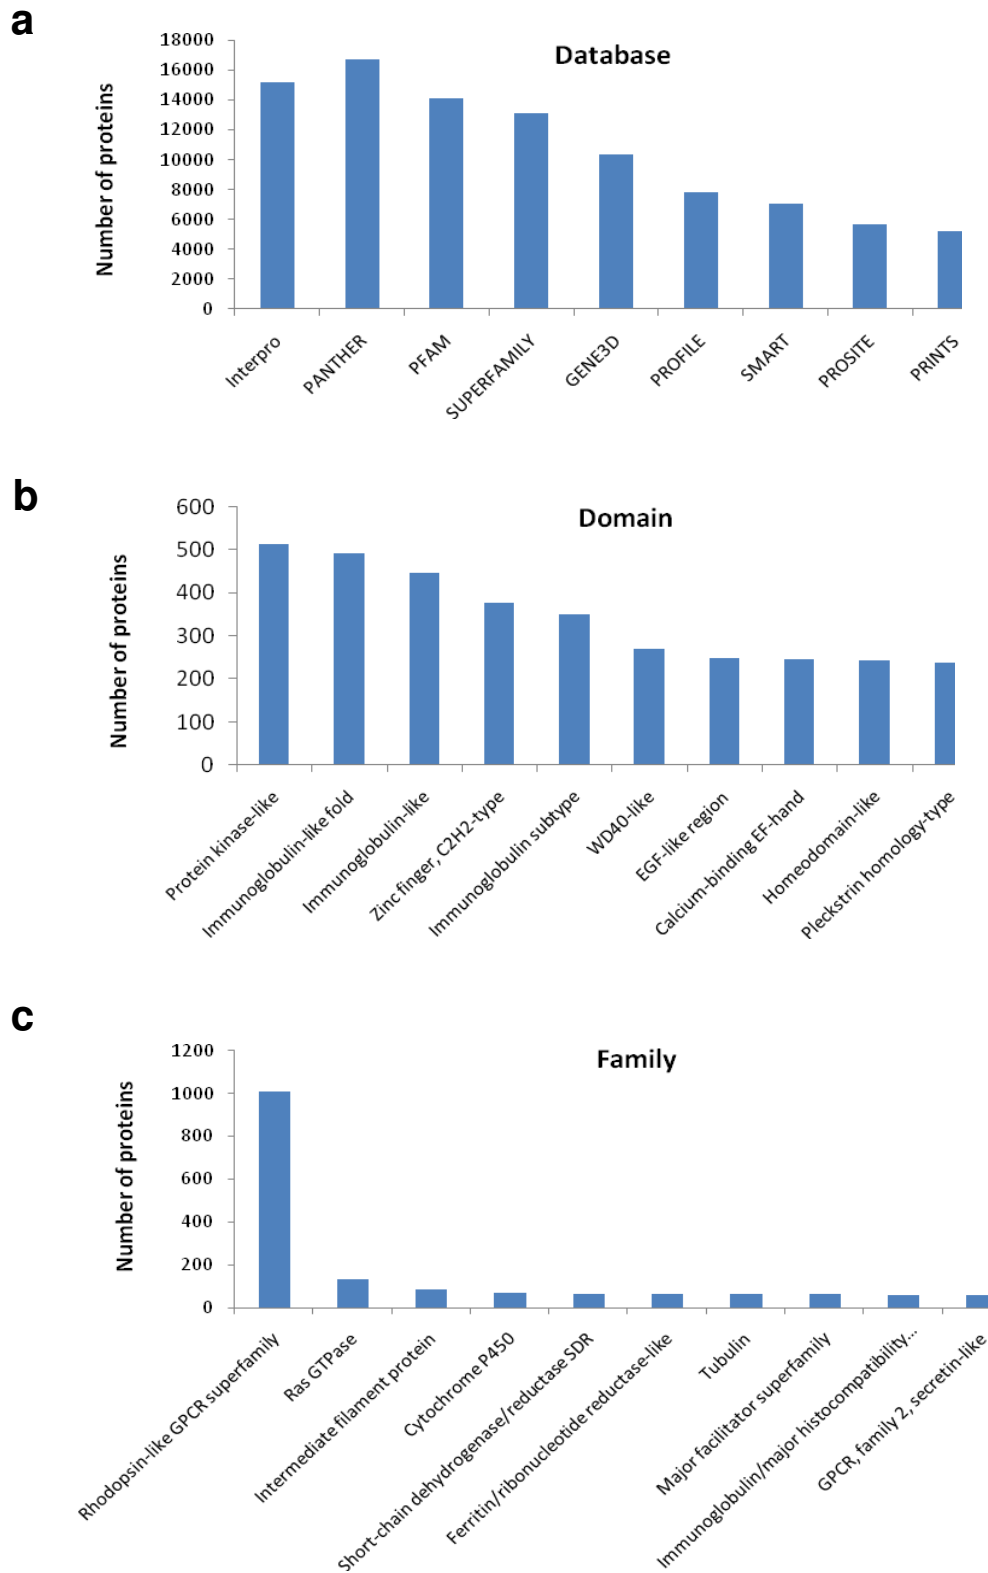 a
Database
Number of proteins
18000
16000
14000
12000
10000
8000
6000
4000
2000
0
Interpro
PANTHER
PFAM
SUPERFAMILY
GENE3D
PROFILE
SMART
PROSITE
PRINTS
b
Domain
Number of proteins
600
500
400
300
200
100
0
Protein kinase-like
Immunoglobulin-like fold
Immunoglobulin-like
Zinc finger, C2H2-type
Immunoglobulin subtype
WD40-like
EGF-like region
Calcium-binding EF-hand
Homeodomain-like
Pleckstrin homology-type
c
Family
Number of proteins
1200
1000
800
600
400
200
0
Rhodopsin-like GPCR superfamily
Ras GTPase
Intermediate filament protein
Cytochrome P450
Short-chain dehydrogenase/reductase SDR
Ferritin/ribonucleotide reductase-like
Tubulin
Major facilitator superfamily
Immunoglobulin/major histocompatibility...
GPCR, family 2, secretin-like